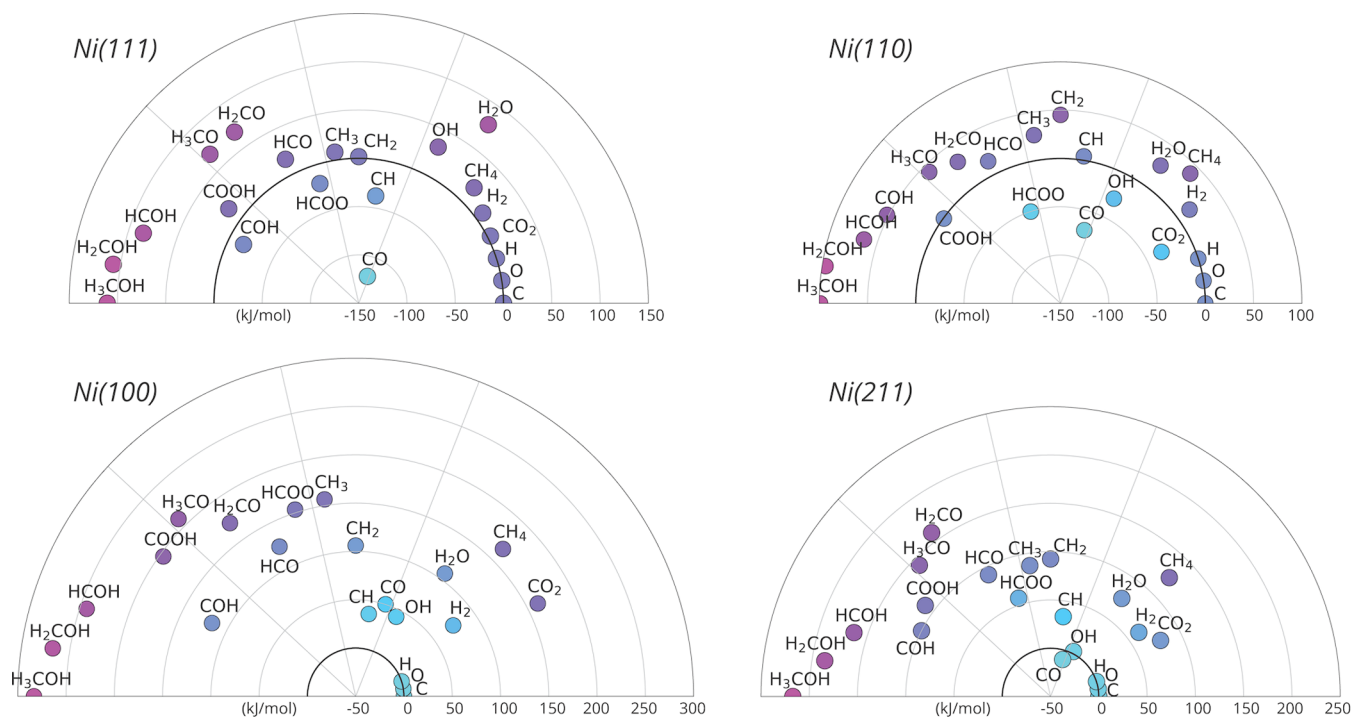 Ni(111)
H₂O
H₂CO
OH
H₃CO
HCO
CH₃
CH₂
CH₄
COOH
CH
H₂
HCOO
HCOH
COH
CO₂
H₂COH
H
CO
O
H₃COH
C
(kJ/mol) -150 -100 -50 0 50 100 150
Ni(110)
CH₂
CH₃
H₂CO
HCO
CH
H₂O
CH₄
H₃CO
COH
HCOO
OH
H₂
HCOH
CO
COOH
CO₂
H₂COH
H
O
H₃COH
C
(kJ/mol) -150 -100 -50 0 50 100
Ni(100)
H₃CO
H₂CO
HCOO
CH₃
COOH
CH₂
CH₄
HCO
H₂O
HCOH
COH
CH
CO
OH
H₂
CO₂
H₂COH
H
O
H₃COH
C
(kJ/mol) -50 0 50 100 150 200 250 300
Ni(211)
H₂CO
H₃CO
HCO
CH₃
CH₂
CH₄
COOH
HCOO
H₂O
CH
HCOH
COH
OH
H₂
CO₂
H₂COH
CO
H
O
H₃COH
C
(kJ/mol) -50 0 50 100 150 200 250